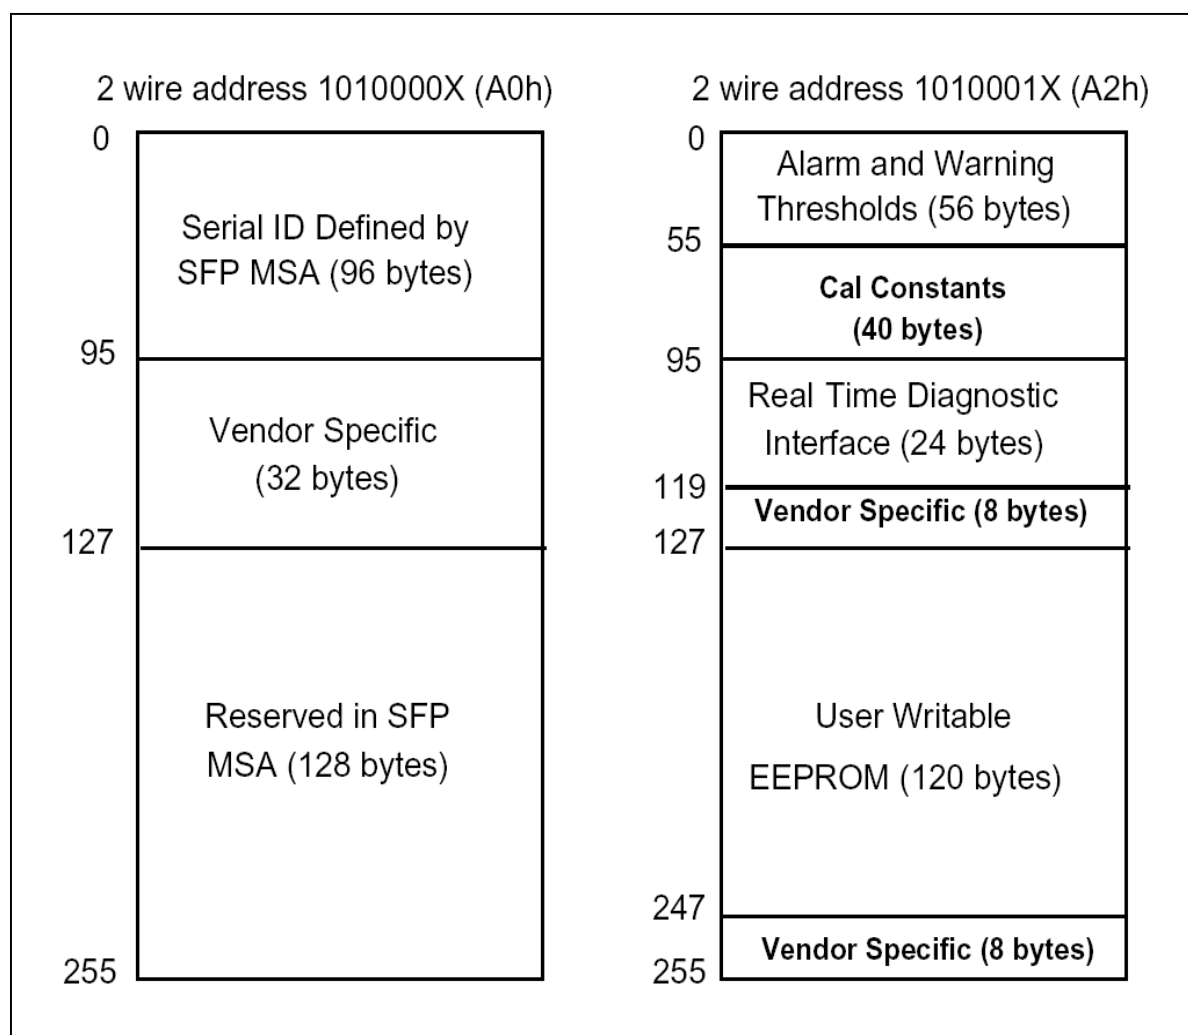 2 wire address 1010000X (A0h)
0
Serial ID Defined by
SFP MSA (96 bytes)
95
Vendor Specific
(32 bytes)
127
Reserved in SFP
MSA (128 bytes)
255
2 wire address 1010001X (A2h)
0
Alarm and Warning
Thresholds (56 bytes)
55
Cal Constants
(40 bytes)
95
Real Time Diagnostic
Interface (24 bytes)
119
Vendor Specific (8 bytes)
127
User Writable
EEPROM (120 bytes)
247
Vendor Specific (8 bytes)
255